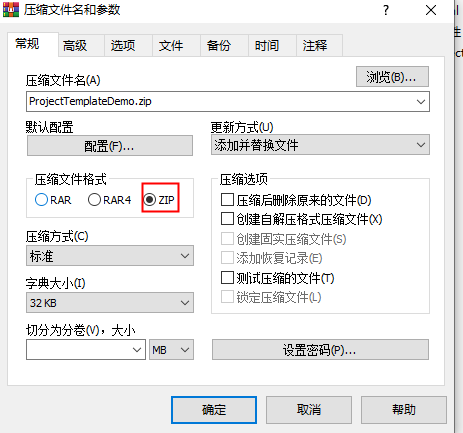 压缩文件名和参数
常规 高级 选项 文件 备份 时间 注释
压缩文件名(A)
浏览(B)...
ProjectTemplateDemo.zip
默认配置
配置(F)...
更新方式(U)
添加并替换文件
压缩文件格式
RAR RAR4 ZIP
压缩方式(C)
标准
字典大小(I)
32 KB
切分为分卷(V)，大小
MB
压缩选项
压缩后删除原来的文件(D)
创建自解压格式压缩文件(X)
创建固实压缩文件(S)
添加恢复记录(E)
测试压缩的文件(T)
锁定压缩文件(L)
设置密码(P)...
确定 取消 帮助